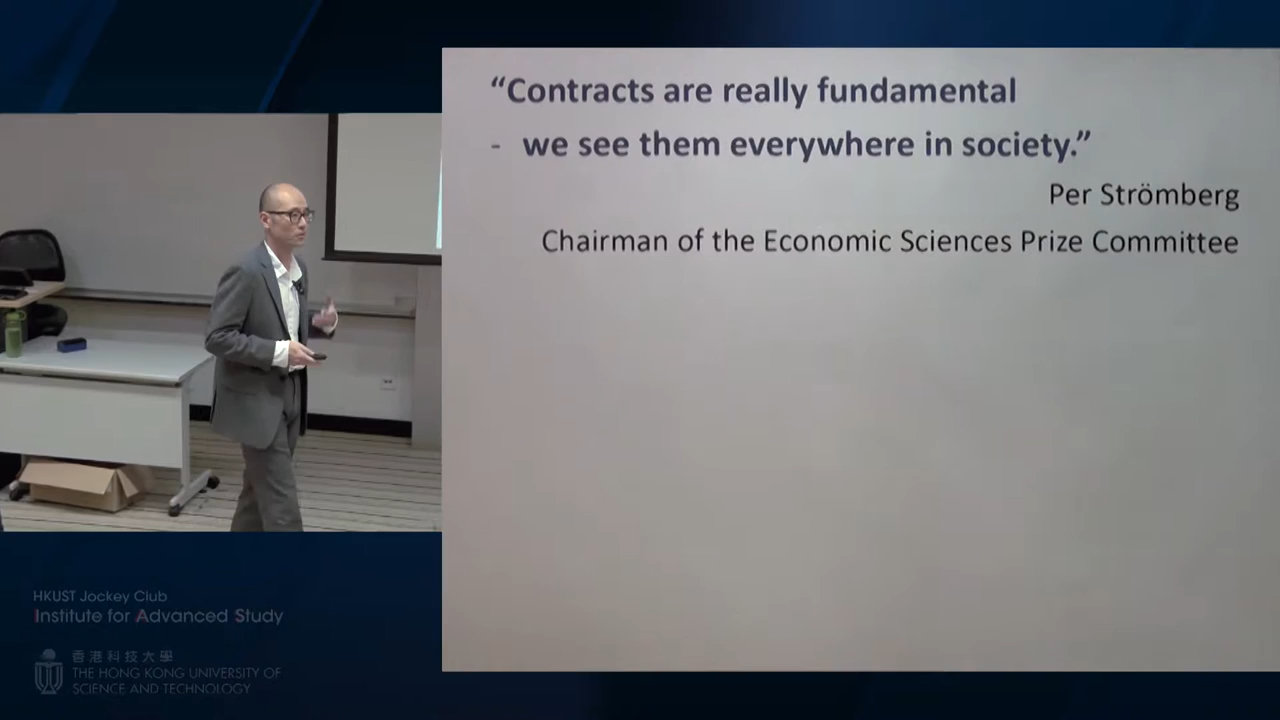 “Contracts are really fundamental
- we see them everywhere in society.”
Per Strömberg
Chairman of the Economic Sciences Prize Committee
HKUST Jockey Club
Institute for Advanced Study
香港科技大學
THE HONG KONG UNIVERSITY OF
SCIENCE AND TECHNOLOGY